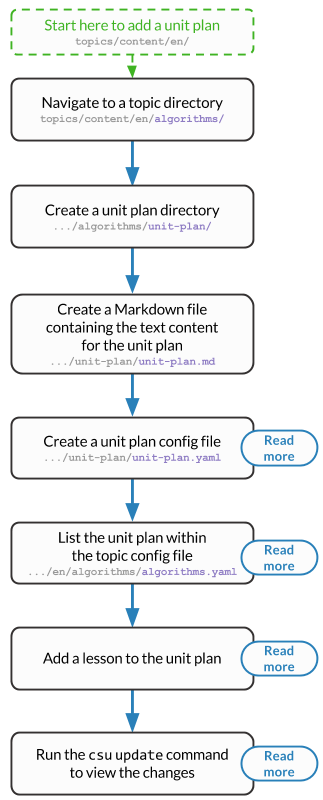 Start here to add a unit plan
topics/content/en/
Navigate to a topic directory
topics/content/en/algorithms/
Create a unit plan directory
.../algorithms/unit-plan/
Create a Markdown file
containing the text content
for the unit plan
.../unit-plan/unit-plan.md
Create a unit plan config file
.../unit-plan/unit-plan.yaml
Read
more
List the unit plan within
the topic config file
.../en/algorithms/algorithms.yaml
Read
more
Add a lesson to the unit plan
Read
more
Run the csu update command
to view the changes
Read
more